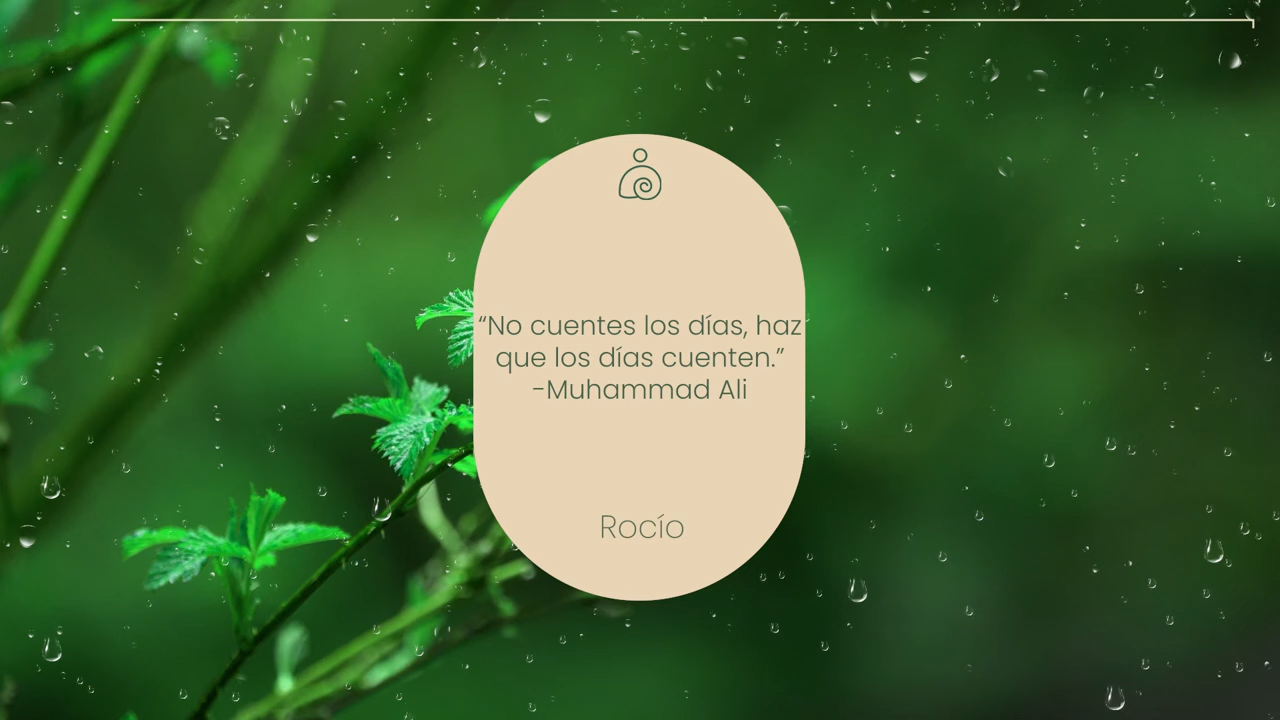 “No cuentes los días, haz
que los días cuenten.”
-Muhammad Ali
Rocío